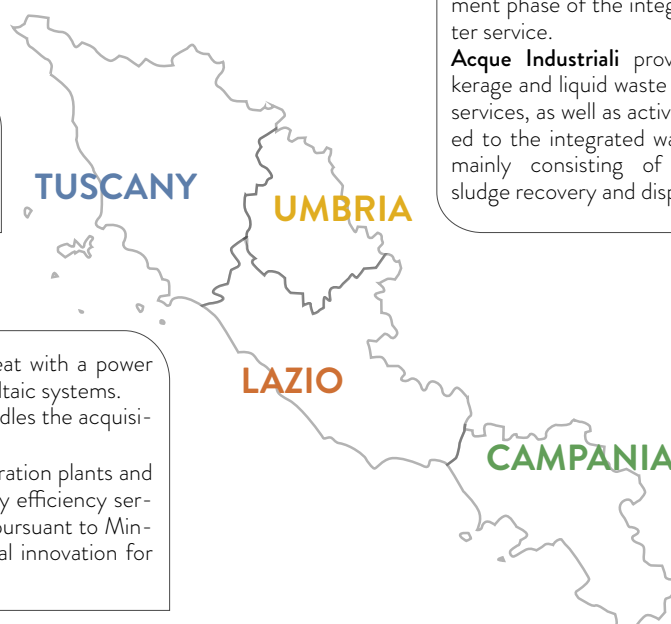 ment phase of the integ
ter service.
Acque Industriali prov
kerage and liquid waste
services, as well as activ
ed to the integrated wa
mainly consisting of
sludge recovery and disp
TUSCANY
UMBRIA
LAZIO
CAMPANIA
eat with a power
ltaic systems.
dles the acquisi-
ration plants and
y efficiency ser-
oursuant to Min-
al innovation for